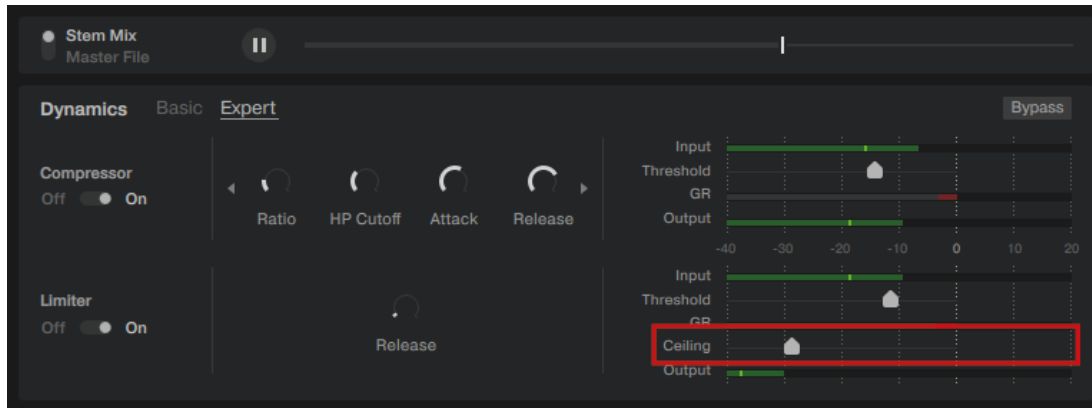 Stem Mix
Master File
Dynamics Basic Expert Bypass
Compressor
Off On
Ratio HP Cutoff Attack Release
Input
Threshold
GR
Output
-40 -30 -20 -10 0 10 20
Limiter
Off On
Release
Input
Threshold
GR
Ceiling
Output